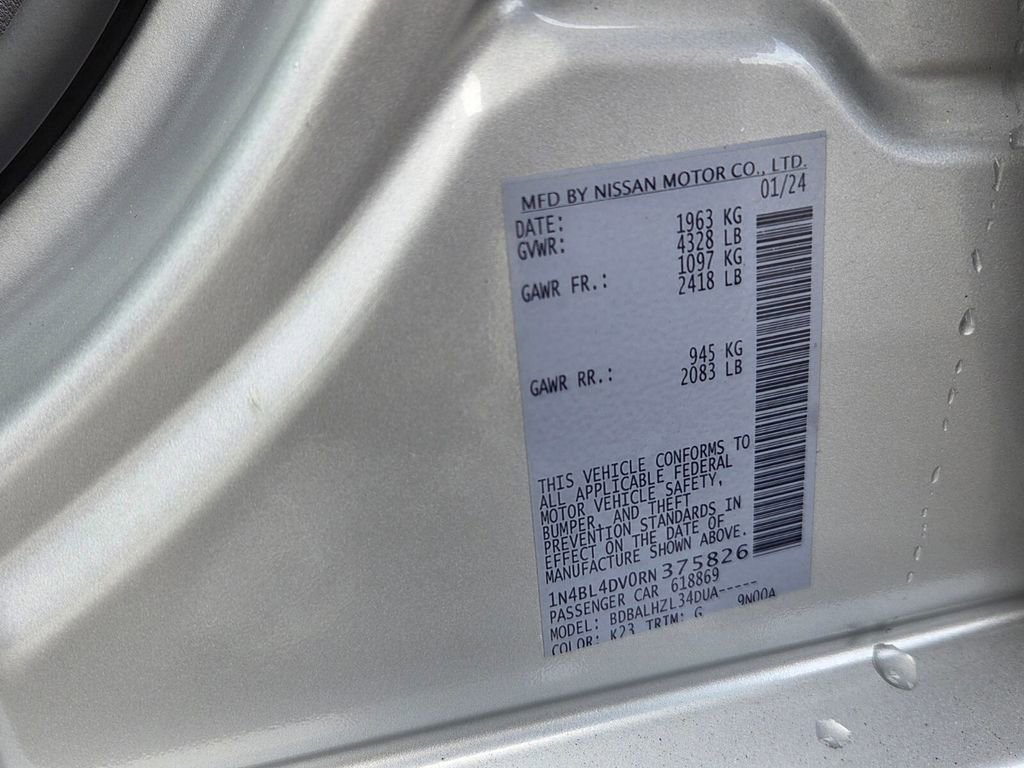 MFD BY NISSAN MOTOR CO., LTD.
DATE: 01/24
GVWR: 1963 KG
4328 LB
GAWR FR.: 1097 KG
2418 LB
GAWR RR.: 945 KG
2083 LB
THIS VEHICLE CONFORMS TO
ALL APPLICABLE FEDERAL
MOTOR VEHICLE SAFETY,
BUMPER, AND THEFT
PREVENTION STANDARDS IN
EFFECT ON THE DATE OF
MANUFACTURE SHOWN ABOVE.
1N4BL4DV0RN375826
PASSENGER CAR 618869
MODEL: BDBALHZL34DUA-----
COLOR: K23 TRIM: G 9N00A